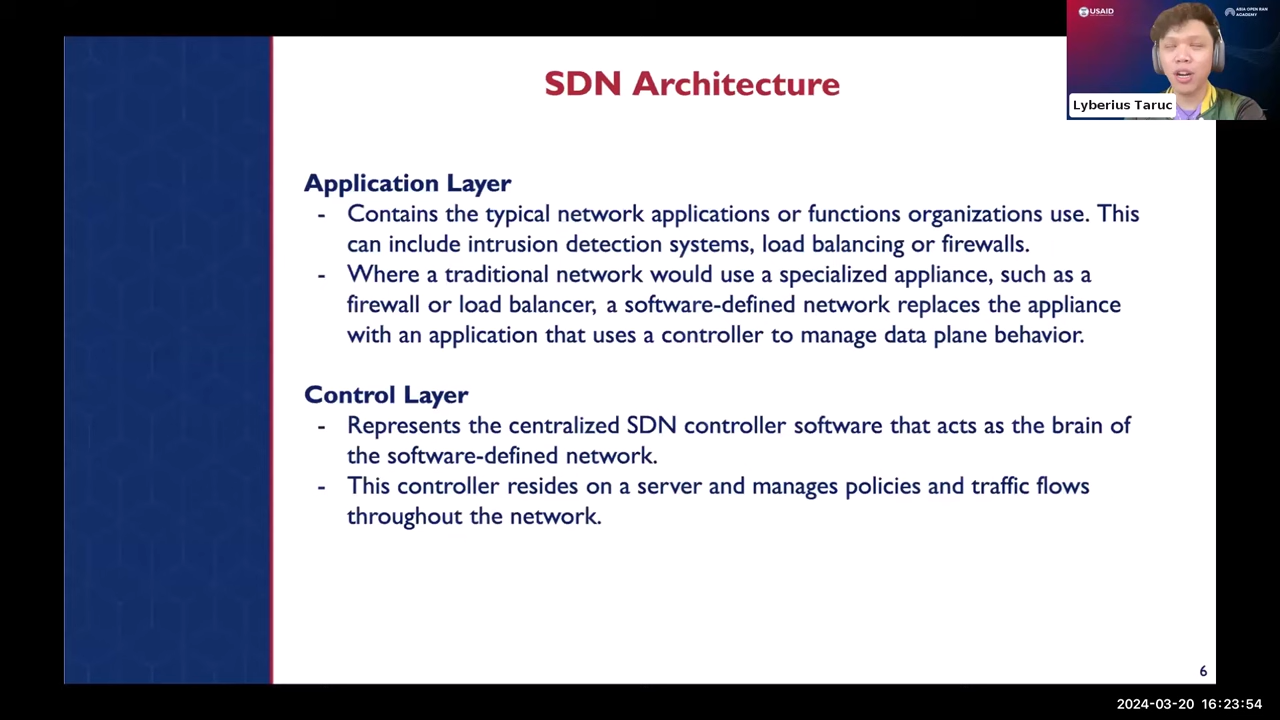 USAID
ASIA OPEN RAN
ACADEMY
Lyberius Taruc
SDN Architecture
Application Layer
- Contains the typical network applications or functions organizations use. This
can include intrusion detection systems, load balancing or firewalls.
- Where a traditional network would use a specialized appliance, such as a
firewall or load balancer, a software-defined network replaces the appliance
with an application that uses a controller to manage data plane behavior.
Control Layer
- Represents the centralized SDN controller software that acts as the brain of
the software-defined network.
- This controller resides on a server and manages policies and traffic flows
throughout the network.
6
2024-03-20 16:23:54